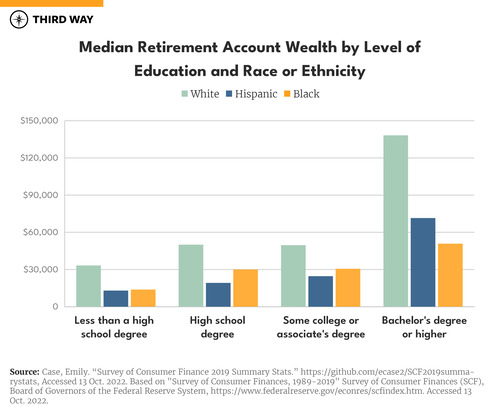 THIRD WAY
Median Retirement Account Wealth by Level of
Education and Race or Ethnicity
White Hispanic Black
$150,000
$120,000
$90,000
$60,000
$30,000
0
Less than a high
school degree
High school
degree
Some college or
associate's degree
Bachelor's degree
or higher
Source: Case, Emily. “Survey of Consumer Finance 2019 Summary Stats.” https://github.com/ecase2/SCF2019summa-
rystats, Accessed 13 Oct. 2022. Based on "Survey of Consumer Finances, 1989-2019" Survey of Consumer Finances (SCF),
Board of Governors of the Federal Reserve System, https://www.federalreserve.gov/econres/scfindex.htm. Accessed 13
Oct. 2022.